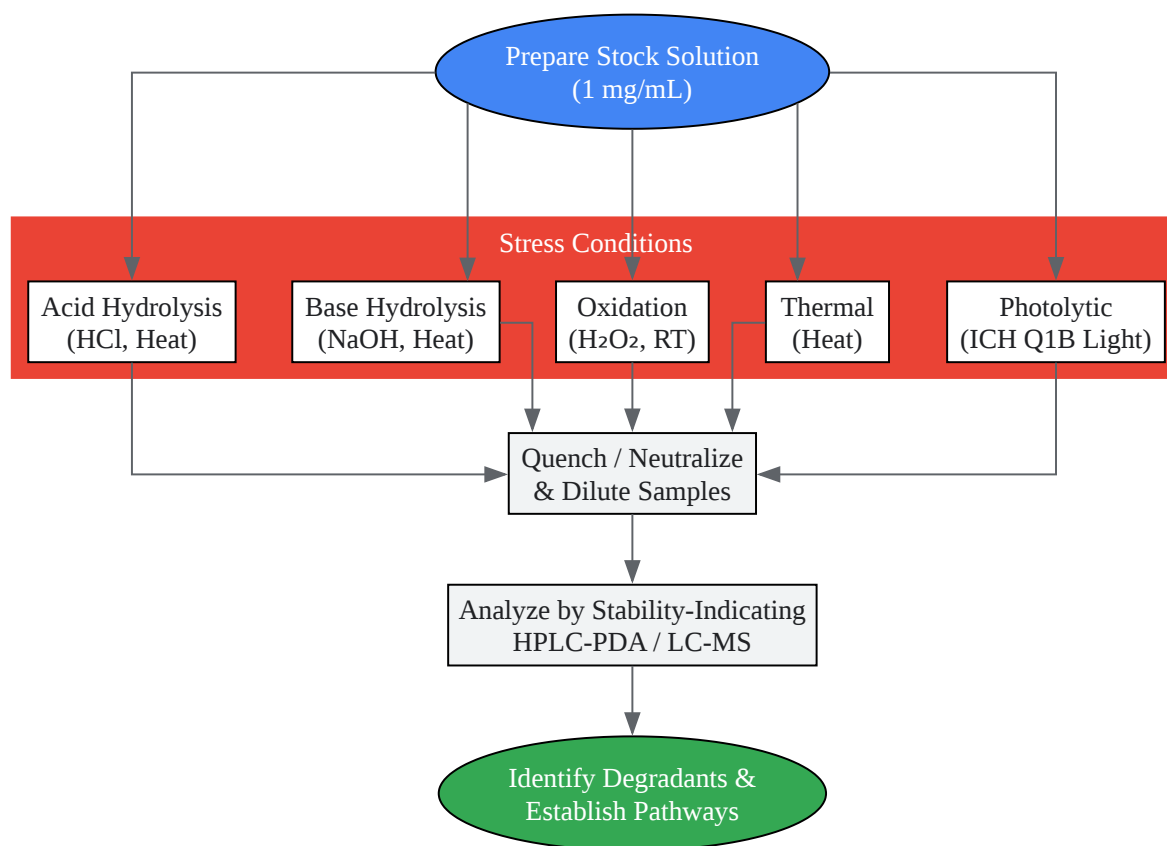 Prepare Stock Solution
(1 mg/mL)
Stress Conditions
Acid Hydrolysis
(HCl, Heat)
Base Hydrolysis
(NaOH, Heat)
Oxidation
(H₂O₂, RT)
Thermal
(Heat)
Photolytic
(ICH Q1B Light)
Quench / Neutralize
& Dilute Samples
Analyze by Stability-Indicating
HPLC-PDA / LC-MS
Identify Degradants &
Establish Pathways